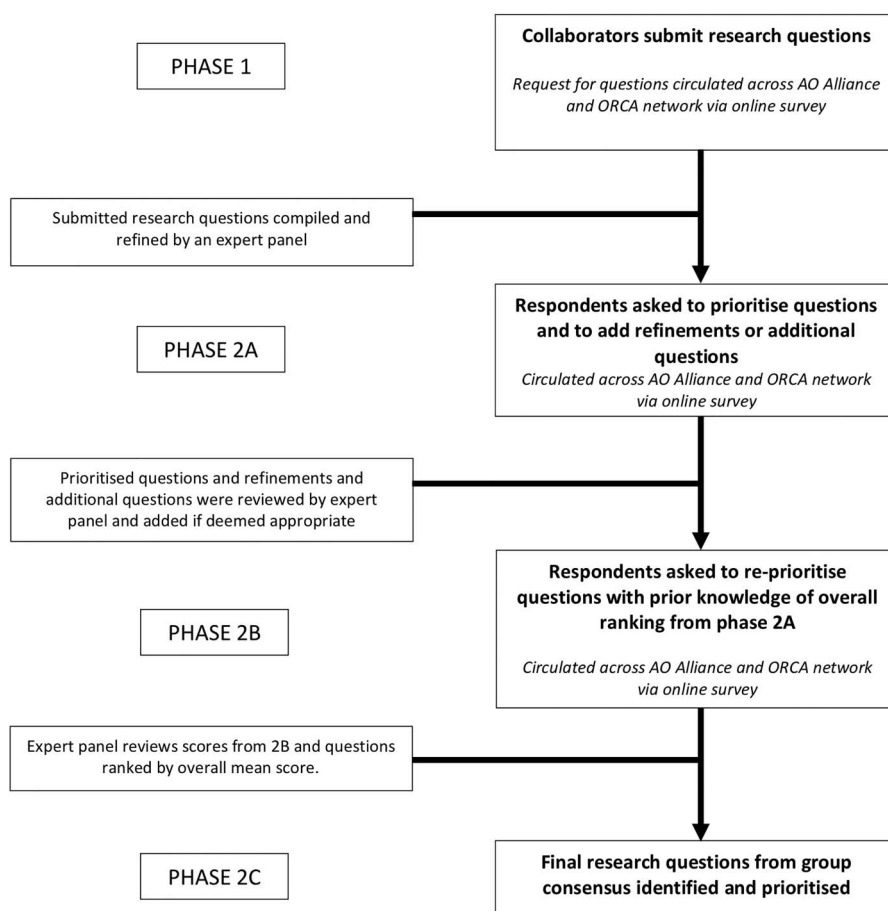 PHASE 1
Collaborators submit research questions
Request for questions circulated across AO Alliance
and ORCA network via online survey
Submitted research questions compiled and
refined by an expert panel
PHASE 2A
Respondents asked to prioritise questions
and to add refinements or additional
questions
Circulated across AO Alliance and ORCA network
via online survey
Prioritised questions and refinements and
additional questions were reviewed by expert
panel and added if deemed appropriate
PHASE 2B
Respondents asked to re-prioritise
questions with prior knowledge of overall
ranking from phase 2A
Circulated across AO Alliance and ORCA network
via online survey
Expert panel reviews scores from 2B and questions
ranked by overall mean score.
PHASE 2C
Final research questions from group
consensus identified and prioritised